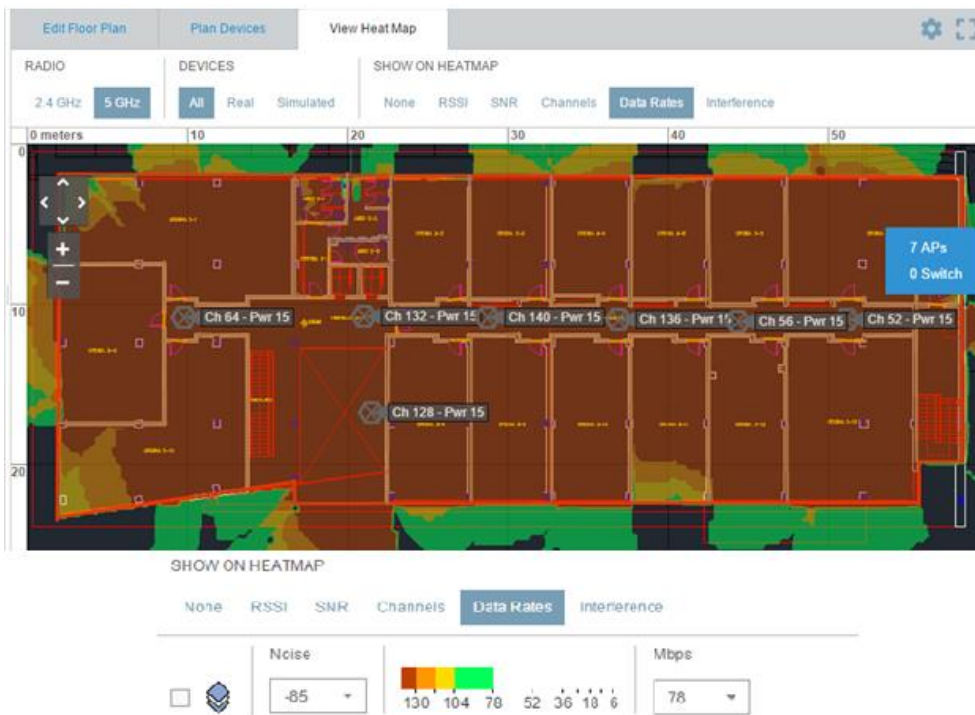 Edit Floor Plan Plan Devices View Heat Map
RADIO DEVICES SHOW ON HEATMAP
2.4 GHz 5 GHz All Real Simulated None RSSI SNR Channels Data Rates Interference
0 meters 10 20 30 40 50
0
7 APs
0 Switch
+
−
10
Ch 64 - Pwr 15 Ch 132 - Pwr 15 Ch 140 - Pwr 15 Ch 136 - Pwr 15 Ch 56 - Pwr 15 Ch 52 - Pwr 15
Ch 128 - Pwr 15
20
SHOW ON HEATMAP
None RSSI SNR Channels Data Rates Interference
Noise Mbps
-85 130 104 78 52 36 18 6 78